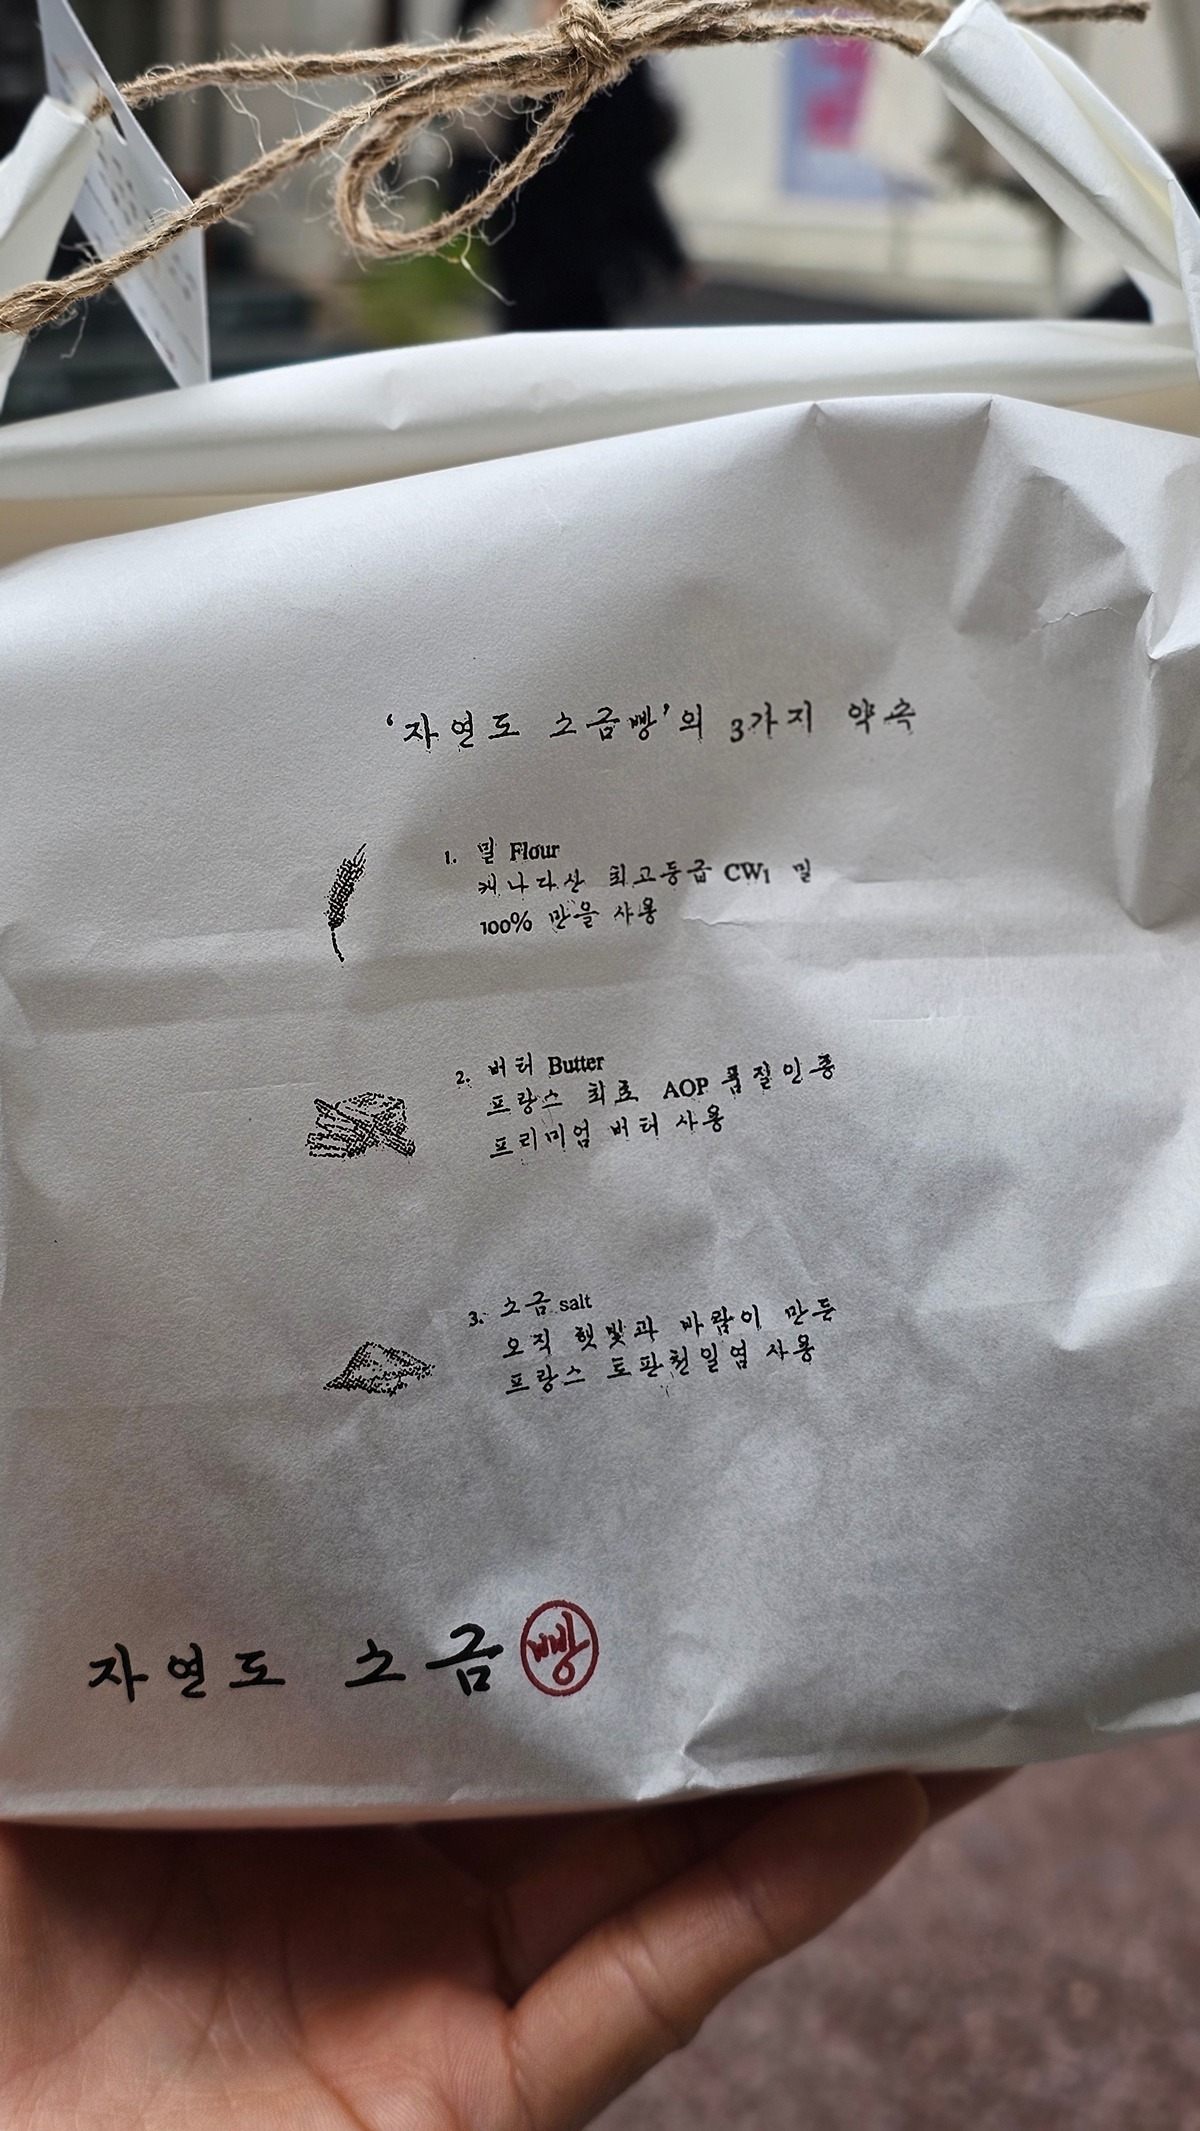 ‘자연도 소금빵’의 3가지 약속
1. 밀 Flour
캐나다산 최고등급 CW1 밀
100% 만을 사용
2. 버터 Butter
프랑스 최초 AOP 품질인증
프리미엄 버터 사용
3. 소금 salt
오직 햇빛과 바람이 만든
프랑스 토판천일염 사용
자연도 소금빵